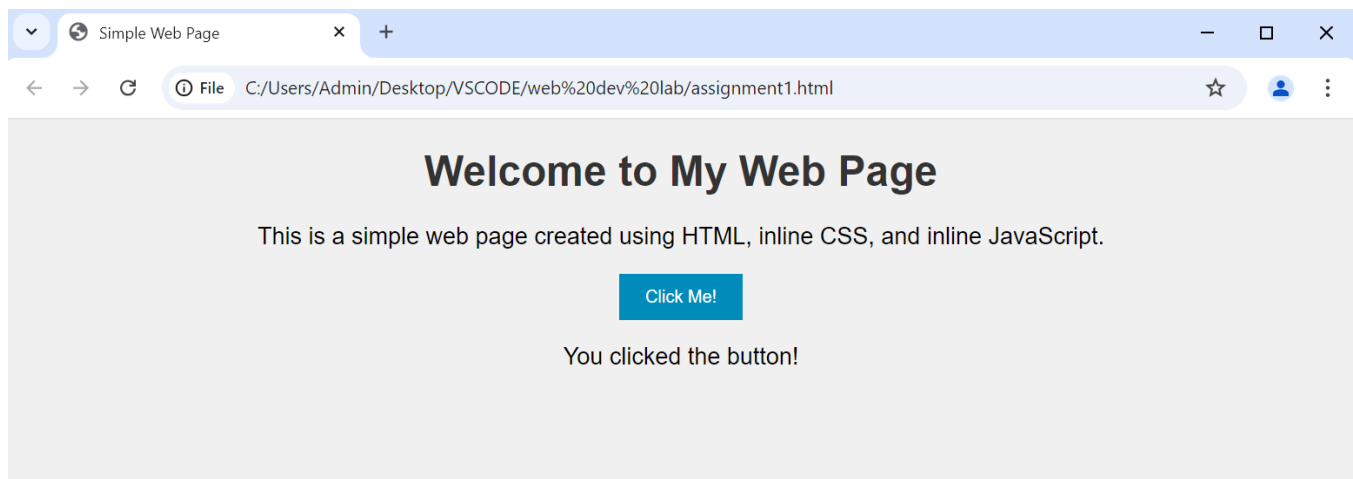 Simple Web Page
File C:/Users/Admin/Desktop/VSCODE/web%20dev%20lab/assignment1.html
Welcome to My Web Page
This is a simple web page created using HTML, inline CSS, and inline JavaScript.
Click Me!
You clicked the button!